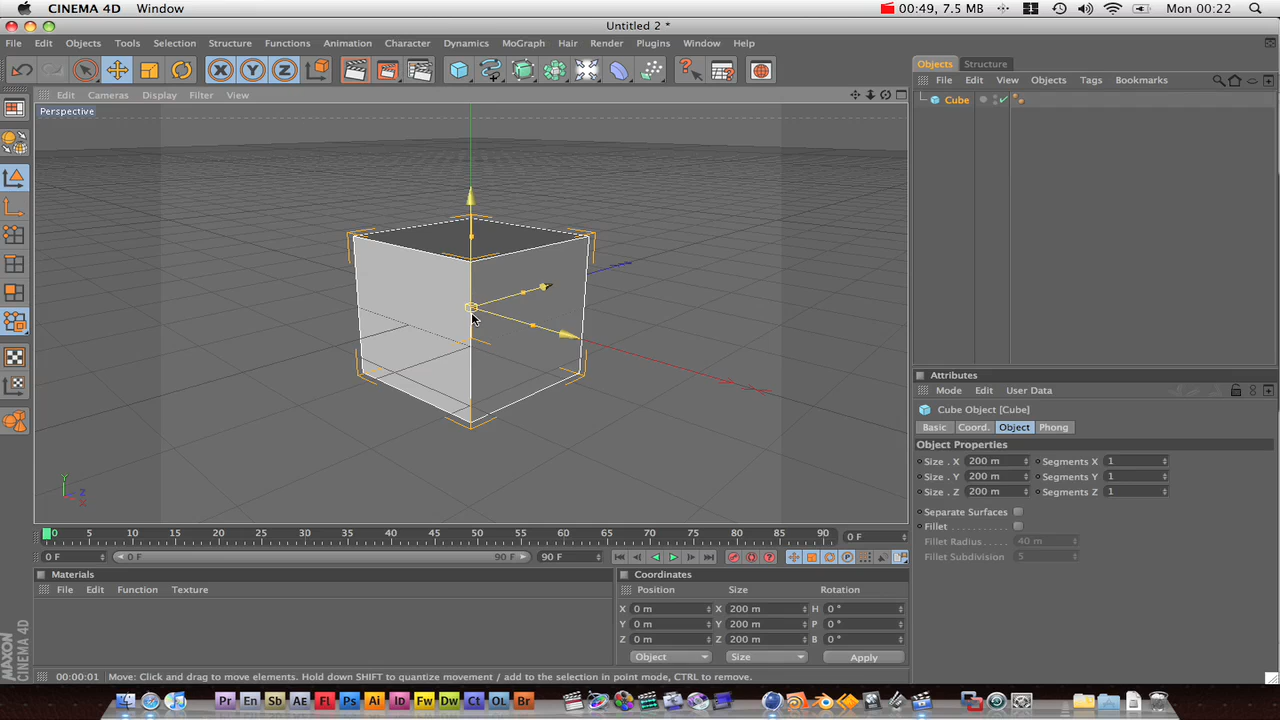 CINEMA 4D Window 00:49, 7.5 MB 1 Mon 00:22
Untitled 2 *
File Edit Objects Tools Selection Structure Functions Animation Character Dynamics MoGraph Hair Render Plugins Window Help
X Y Z
Objects Structure
File Edit View Objects Tags Bookmarks
Cube
Edit Cameras Display Filter View
Perspective
Y
Z
X
Attributes
Mode Edit User Data
Cube Object [Cube]
Basic Coord. Object Phong
Object Properties
Size . X 200 m Segments X 1
Size . Y 200 m Segments Y 1
Size . Z 200 m Segments Z 1
Separate Surfaces
Fillet
Fillet Radius 40 m
Fillet Subdivision 5
0 5 10 15 20 25 30 35 40 45 50 55 60 65 70 75 80 85 90 0 F
0 F 0 F 90 F 90 F
Materials
File Edit Function Texture
Coordinates
Position Size Rotation
X 0 m X 200 m H 0 °
Y 0 m Y 200 m P 0 °
Z 0 m Z 200 m B 0 °
Object Size Apply
MAXON
CINEMA 4D
00:00:01 Move: Click and drag to move elements. Hold down SHIFT to quantize movement / add to the selection in point mode, CTRL to remove.
Pr En Sb AE Fl Ps Ai Id Fw Dw Ct OL Br